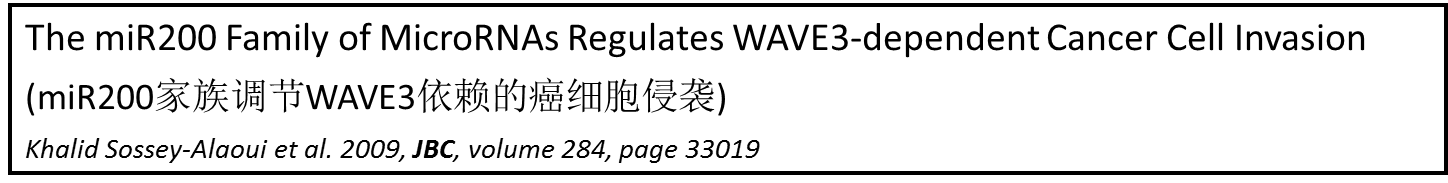 The miR200 Family of MicroRNAs Regulates WAVE3-dependent Cancer Cell Invasion
(miR200家族调节WAVE3依赖的癌细胞侵袭)
Khalid Sossey-Alaoui et al. 2009, JBC, volume 284, page 33019